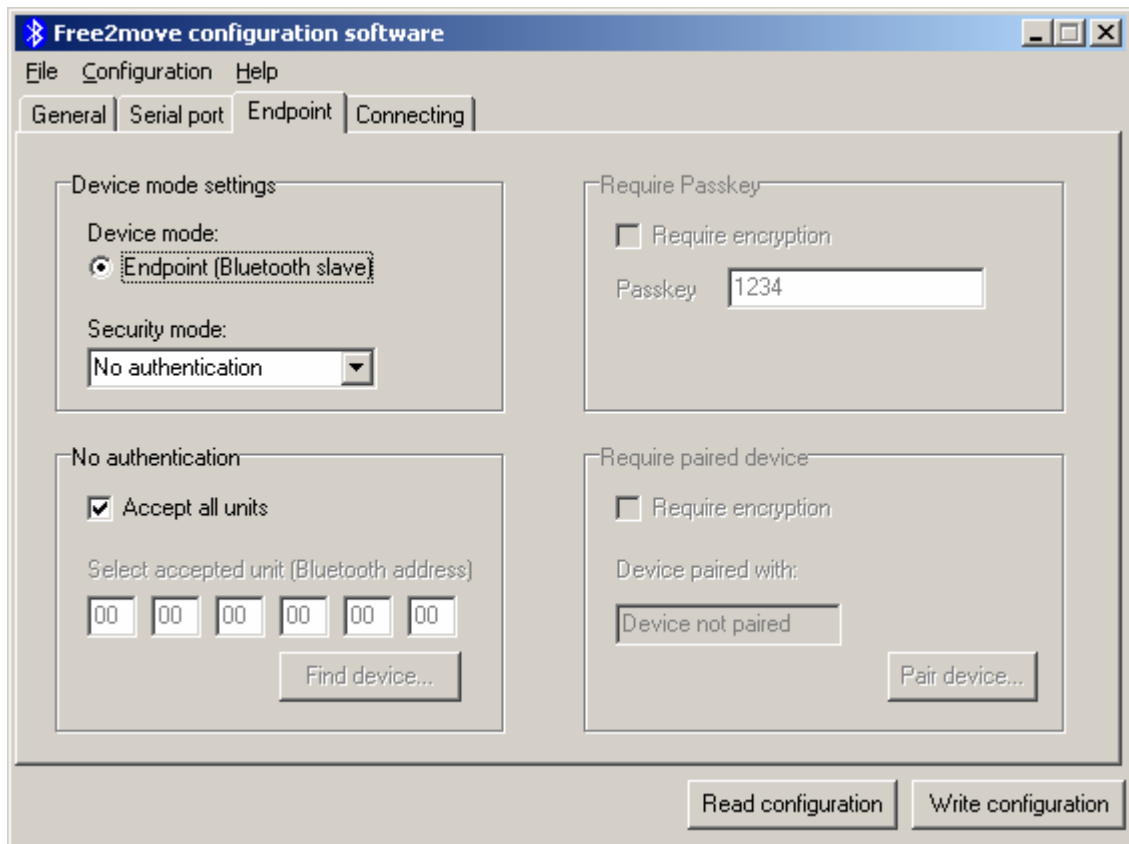 Free2move configuration software
File Configuration Help
General Serial port Endpoint Connecting
Device mode settings
Device mode:
Endpoint (Bluetooth slave)
Security mode:
No authentication
Require Passkey
Require encryption
Passkey 1234
No authentication
Accept all units
Select accepted unit (Bluetooth address)
00 00 00 00 00 00
Find device...
Require paired device
Require encryption
Device paired with:
Device not paired
Pair device...
Read configuration Write configuration